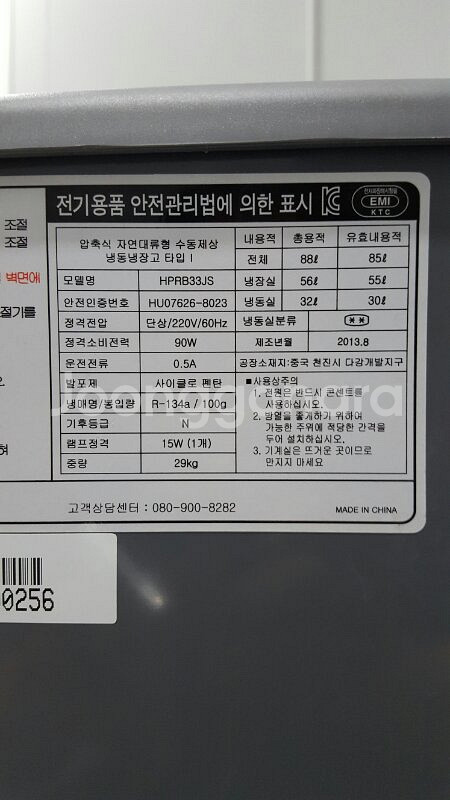 조절
조절
벽면에
절기를
전기용품 안전관리법에 의한 표시
전자파장해시험필
EMI
KTC
압축식 자연대류형 수동제상
냉동냉장고 타입 I
내용적 총용적 유효내용적
전체 88ℓ 85ℓ
모델명 HPRB33JS
냉장실 56ℓ 55ℓ
안전인증번호 HU07626-8023
냉동실 32ℓ 30ℓ
정격전압 단상/220V/60Hz
냉동실분류 **
정격소비전력 90W
제조년월 2013.8
운전전류 0.5A
공장소재지:중국 천진시 다강개발지구
발포제 사이클로 펜탄
냉매명/봉입량 R-134a / 100g
기후등급 N
램프정격 15W (1개)
중량 29kg
■사용상주의
1. 전원은 반드시 콘센트를
사용하십시오.
2. 방열을 좋게하기 위하여
가능한 주위에 적당한 간격을
두어 설치하십시오.
3. 기계실은 뜨거운 곳이므로
만지지 마세요
고객상담센터 : 080-900-8282
MADE IN CHINA
0256
Joonggonara